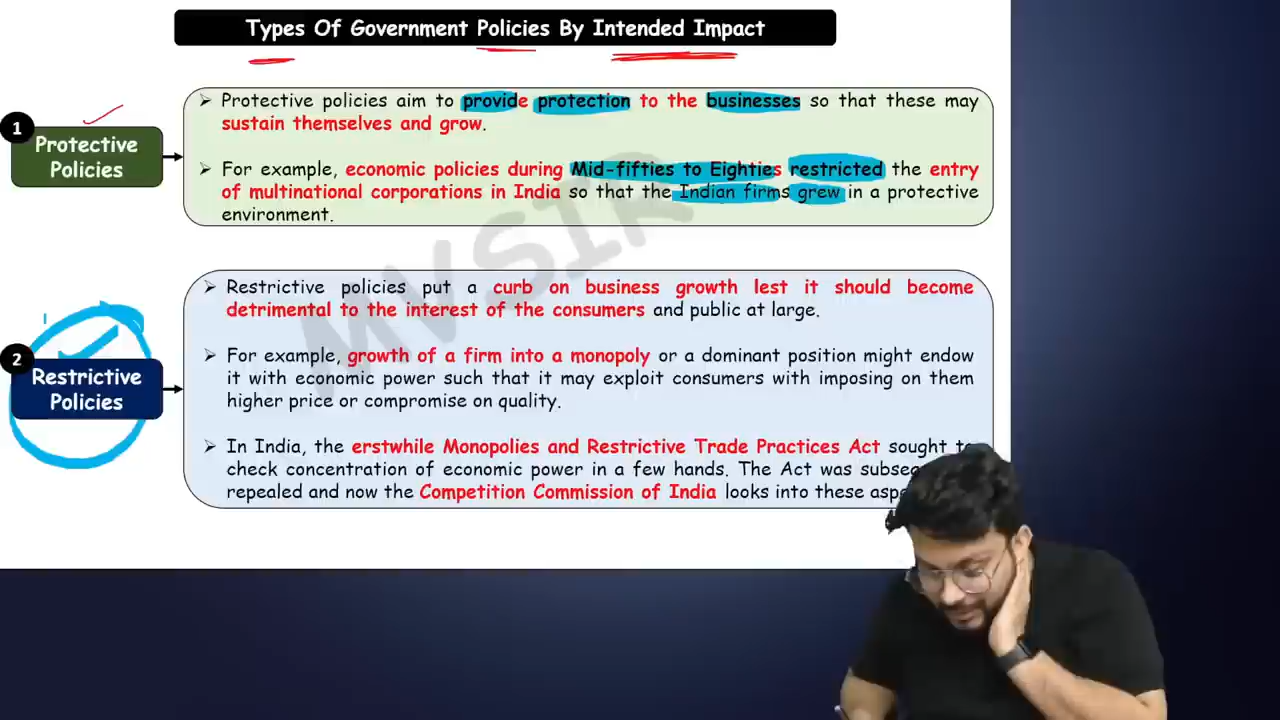 Types Of Government Policies By Intended Impact
1
Protective
Policies
➢ Protective policies aim to provide protection to the businesses so that these may
sustain themselves and grow.
➢ For example, economic policies during Mid-fifties to Eighties restricted the entry
of multinational corporations in India so that the Indian firms grew in a protective
environment.
MVSIR
2
Restrictive
Policies
➢ Restrictive policies put a curb on business growth lest it should become
detrimental to the interest of the consumers and public at large.
➢ For example, growth of a firm into a monopoly or a dominant position might endow
it with economic power such that it may exploit consumers with imposing on them
higher price or compromise on quality.
➢ In India, the erstwhile Monopolies and Restrictive Trade Practices Act sought to
check concentration of economic power in a few hands. The Act was
repealed and now the Competition Commission of India looks into these